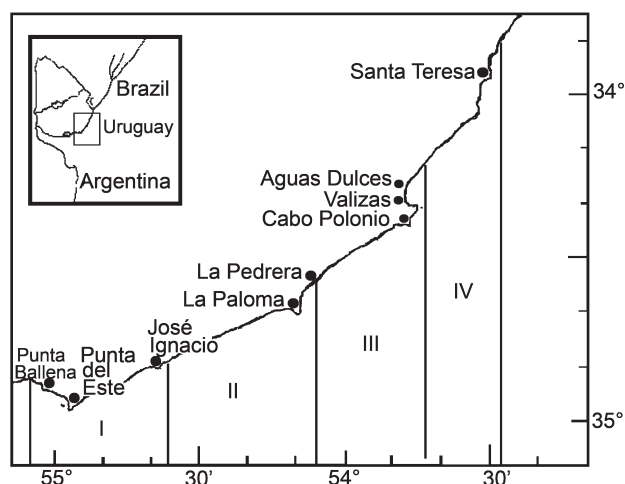 Brazil
Uruguay
Argentina
Santa Teresa
34°
Aguas Dulces
Valizas
Cabo Polonio
La Pedrera
La Paloma
José
Ignacio
Punta
Ballena
Punta
del
Este
I
II
III
IV
35°
55°
30'
54°
30'